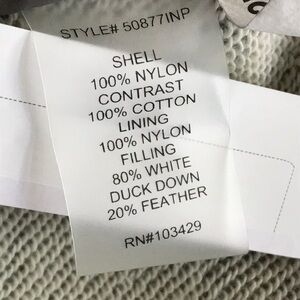 STYLE# 50877INP
SHELL
100% NYLON
CONTRAST
100% COTTON
LINING
100% NYLON
FILLING
80% WHITE
DUCK DOWN
20% FEATHER
RN#103429